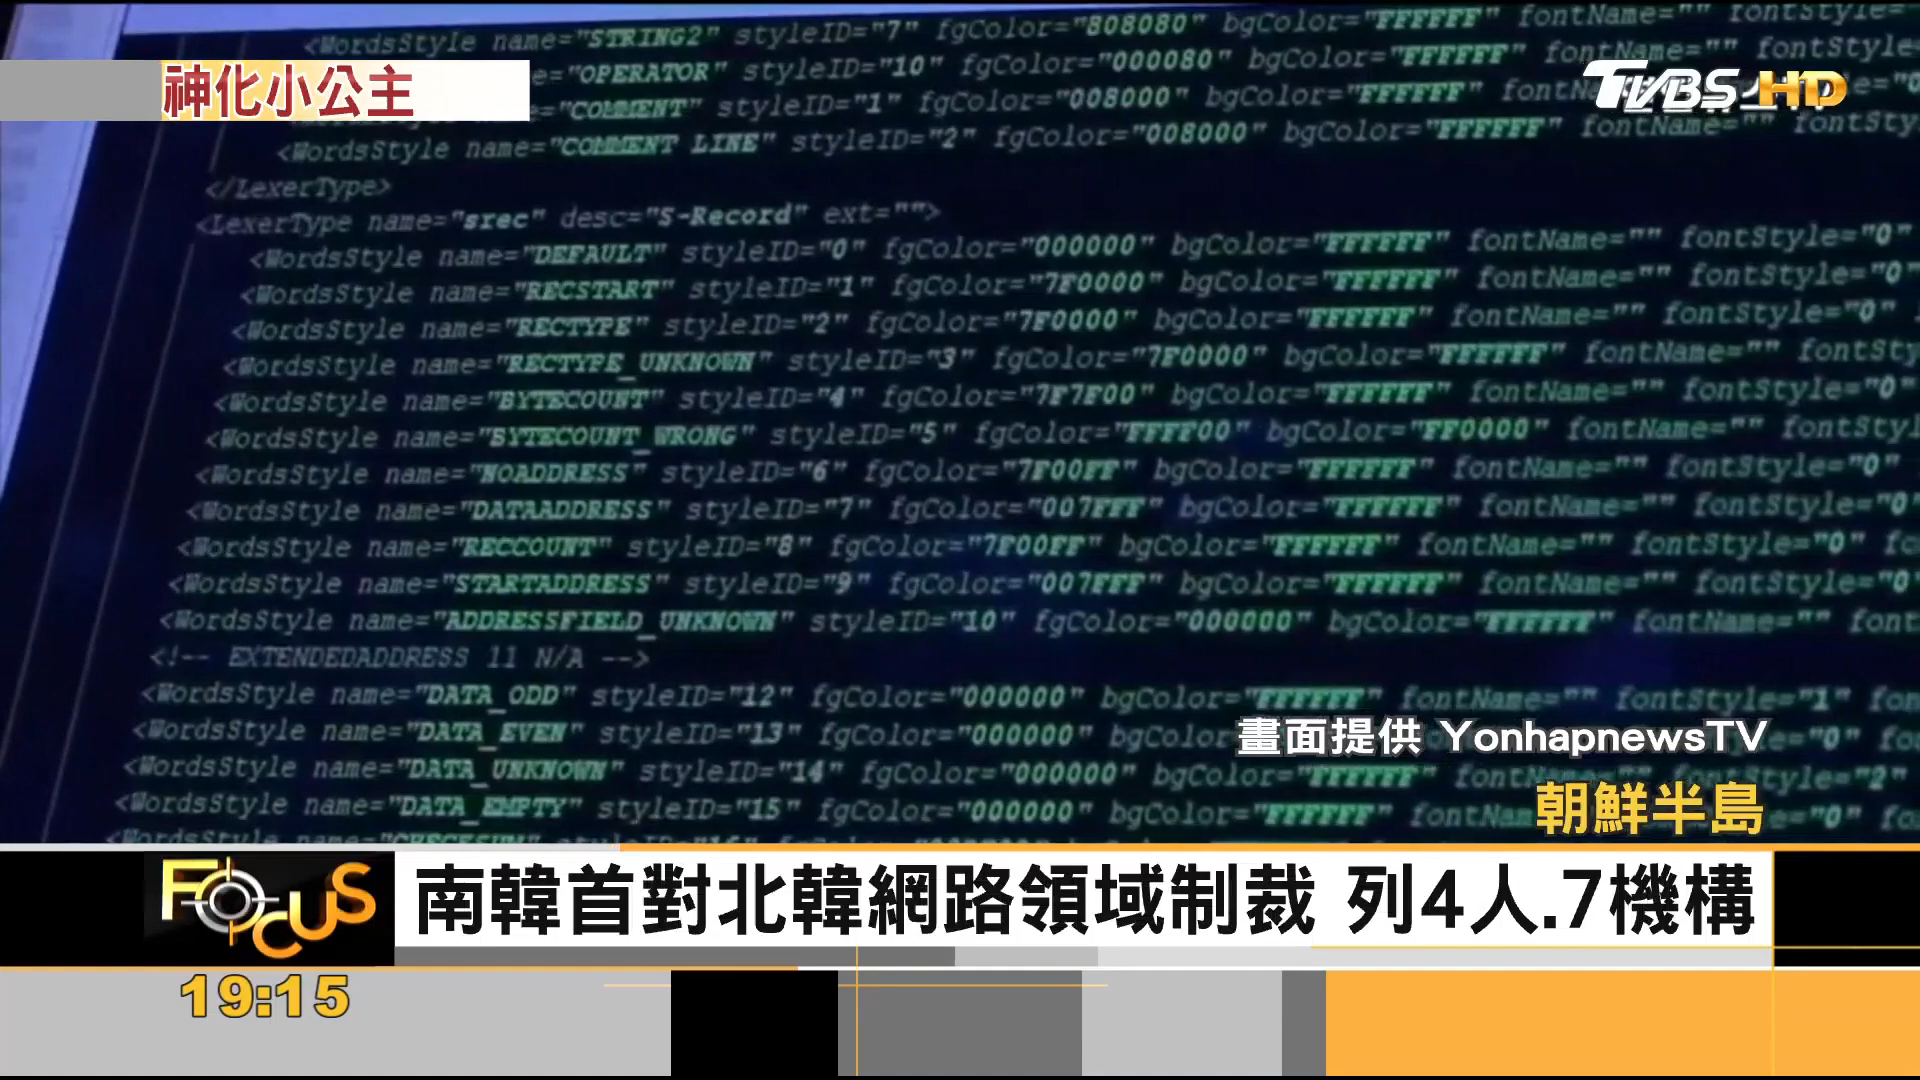 <WordsStyle name="STRING2" styleID="7" fgColor="808080" bgColor="FFFFFF" fontName="" fontStyle=
神化小公主
="OPERATOR" styleID="10" fgColor="000080" bgColor="FFFFFF" fontName="" fontStyle=
="COMMENT" styleID="1" fgColor="008000" bgColor="FFFFFF"
TVBS HD
<WordsStyle name="COMMENT LINE" styleID="2" fgColor="008000" bgColor="FFFFFF" fontName="" fontSty
</LexerType>
<LexerType name="srec" desc="S-Record" ext="">
<WordsStyle name="DEFAULT" styleID="0" fgColor="000000" bgColor="FFFFFF" fontName="" fontStyle="0"
<WordsStyle name="RECSTART" styleID="1" fgColor="7F0000" bgColor="FFFFFF" fontName="" fontStyle="0
<WordsStyle name="RECTYPE" styleID="2" fgColor="7F0000" bgColor="FFFFFF" fontName="" fontStyle="0"
<WordsStyle name="RECTYPE_UNKNOWN" styleID="3" fgColor="7F0000" bgColor="FFFFFF" fontName="" fontSty
<WordsStyle name="BYTECOUNT" styleID="4" fgColor="7F7F00" bgColor="FFFFFF" fontName="" fontStyle="0
<WordsStyle name="BYTECOUNT_WRONG" styleID="5" fgColor="FFFF00" bgColor="FF0000" fontName="" fontStyl
<WordsStyle name="NOADDRESS" styleID="6" fgColor="7F00FF" bgColor="FFFFFF" fontName="" fontStyle="0"
<WordsStyle name="DATAADDRESS" styleID="7" fgColor="007FFF" bgColor="FFFFFF" fontName="" fontStyle="0
<WordsStyle name="RECCOUNT" styleID="8" fgColor="7F00FF" bgColor="FFFFFF" fontName="" fontStyle="0" fo
<WordsStyle name="STARTADDRESS" styleID="9" fgColor="007FFF" bgColor="FFFFFF" fontName="" fontStyle="0
<WordsStyle name="ADDRESSFIELD_UNKNOWN" styleID="10" fgColor="000000" bgColor="FFFFFF" fontName="" font
<!-- EXTENDEDADDRESS 11 N/A -->
<WordsStyle name="DATA_ODD" styleID="12" fgColor="000000" bgColor="FFFFFF" fontName="" fontStyle="1" fon
<WordsStyle name="DATA_EVEN" styleID="13" fgColor="000000"
畫面提供 YonhapnewsTV
<WordsStyle name="DATA_UNKNOWN" styleID="14" fgColor="000000" bgColor="FFFFFF"
<WordsStyle name="DATA_EMPTY" styleID="15" fgColor="000000" bgColor="FFFFFF"
朝鮮半島
FOCUS
南韓首對北韓網路領域制裁 列4人.7機構
19:15